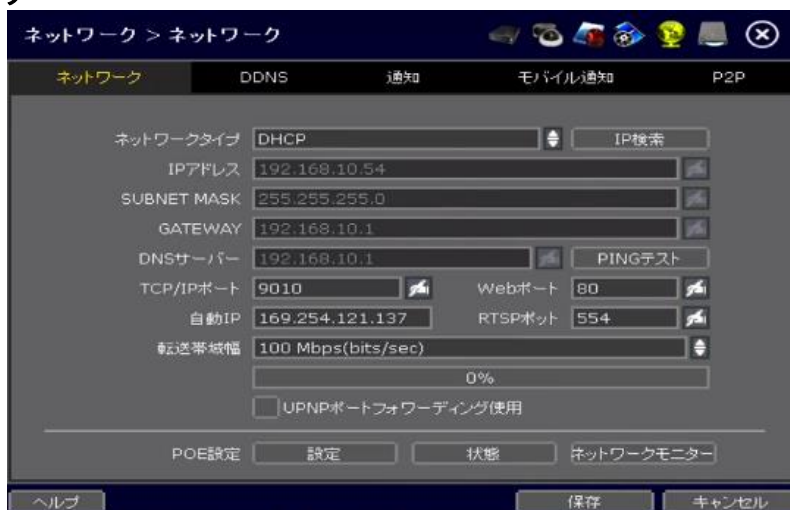 ネットワーク > ネットワーク
ネットワーク DDNS 通知 モバイル通知 P2P
ネットワークタイプ DHCP IP検索
IPアドレス 192.168.10.54
SUBNET MASK 255.255.255.0
GATEWAY 192.168.10.1
DNSサーバー 192.168.10.1 PINGテスト
TCP/IPポート 9010 Webポート 80
自動IP 169.254.121.137 RTSPポット 554
転送帯域幅 100 Mbps(bits/sec)
0%
UPNPポートフォワーディング使用
POE設定 設定 状態 ネットワークモニター
ヘルプ 保存 キャンセル